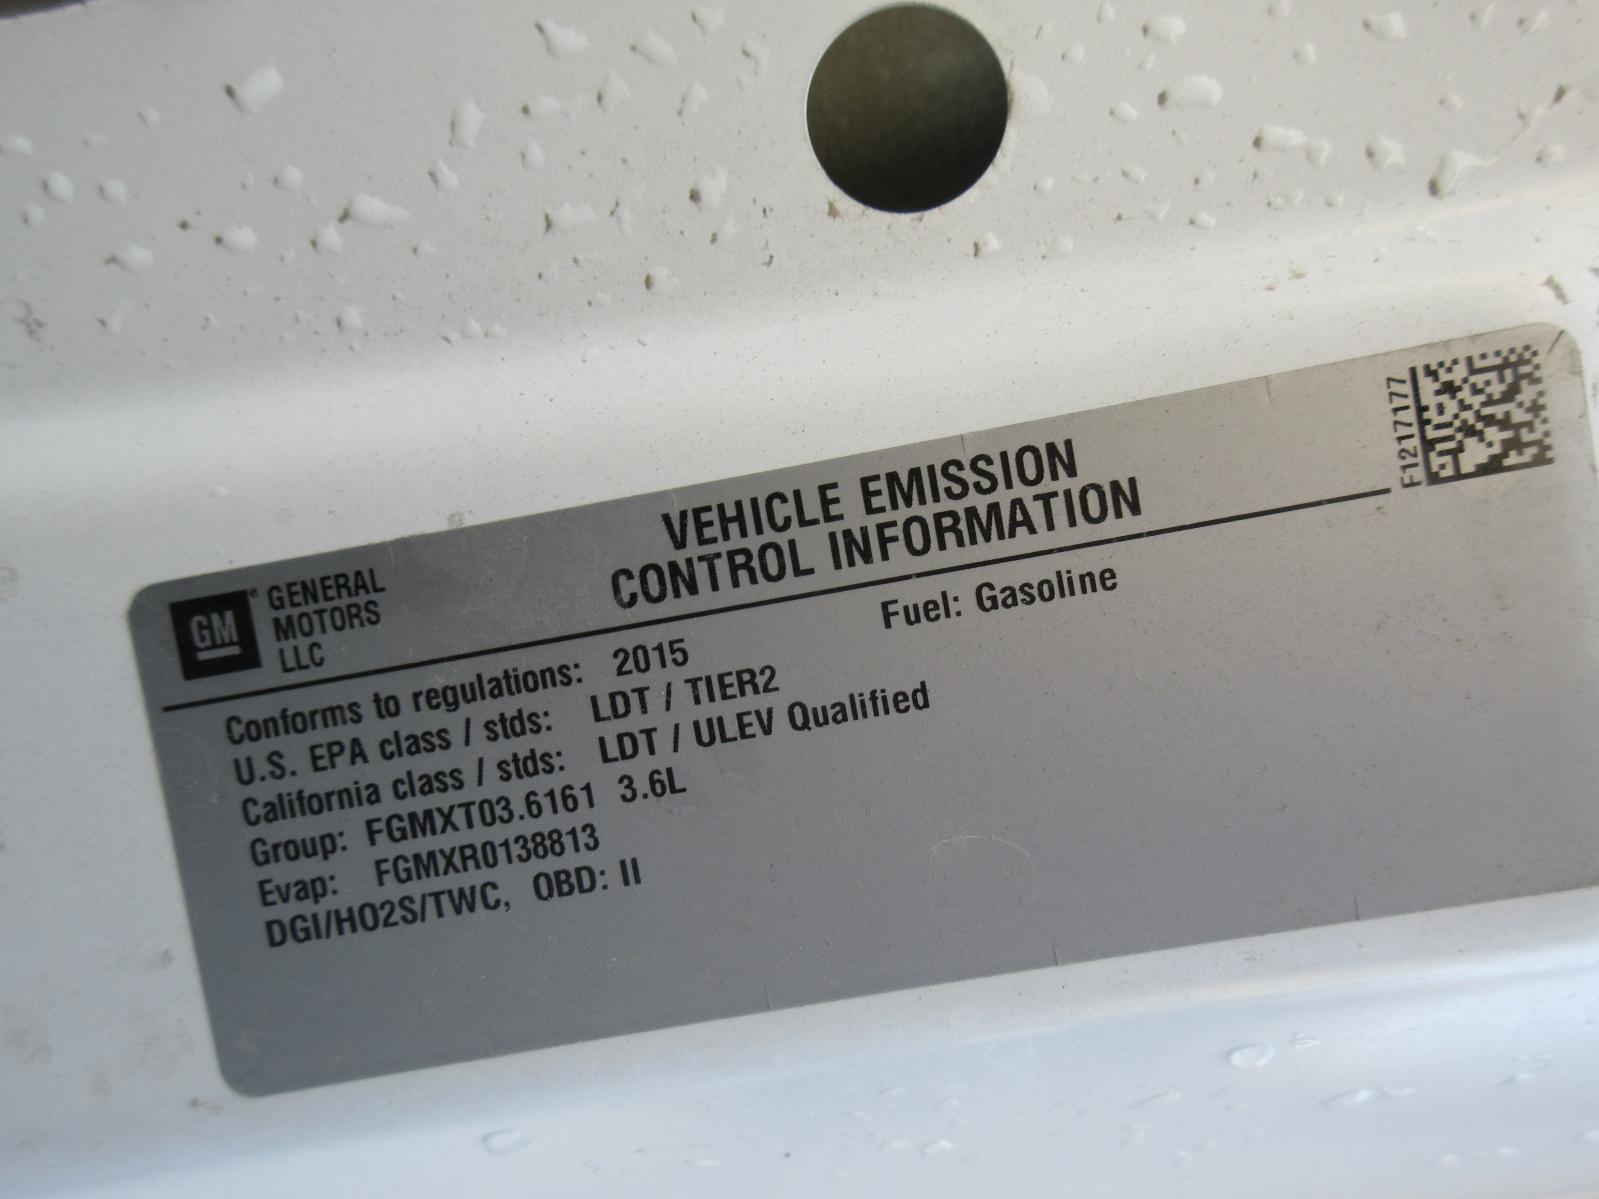 GM
GENERAL
MOTORS
LLC
VEHICLE EMISSION
CONTROL INFORMATION
F1217177
Fuel: Gasoline
Conforms to regulations: 2015
U.S. EPA class / stds: LDT / TIER2
California class / stds: LDT / ULEV Qualified
Group: FGMXT03.6161 3.6L
Evap: FGMXR0138813
DGI/HO2S/TWC, OBD: II